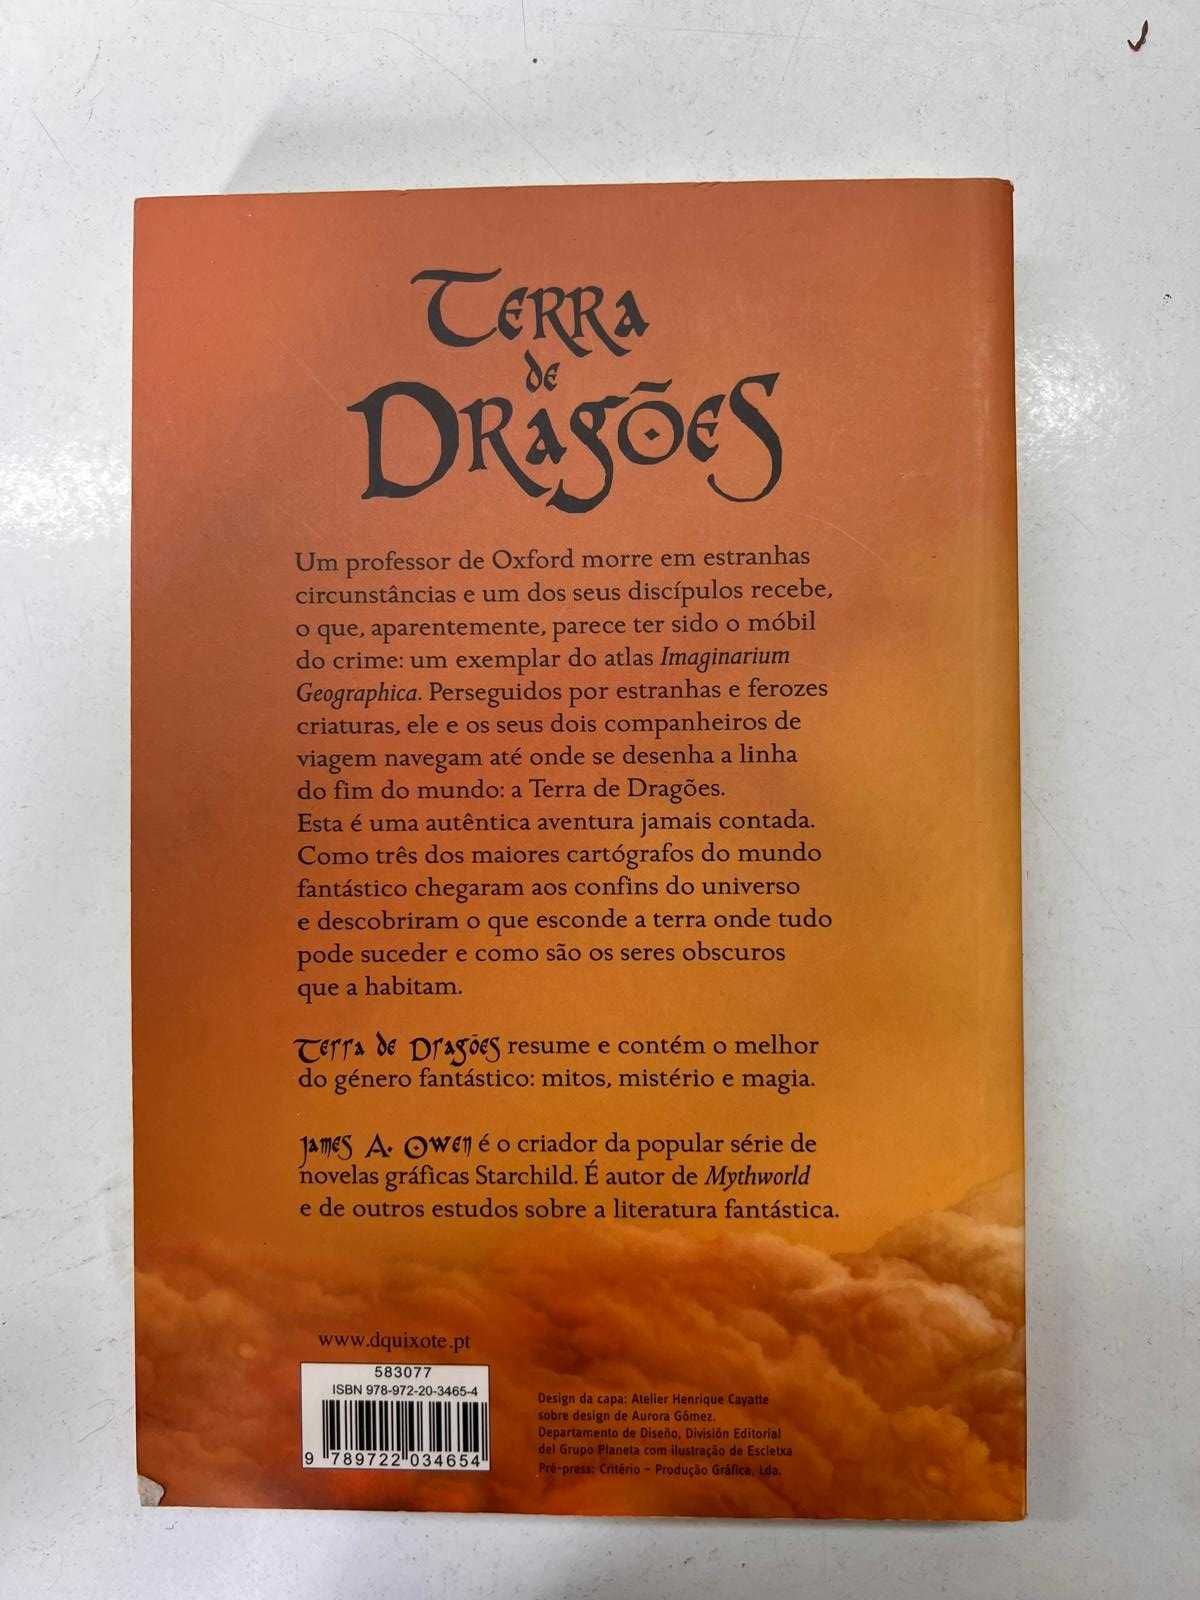 Terra
de
Dragões
Um professor de Oxford morre em estranhas
circunstâncias e um dos seus discípulos recebe,
o que, aparentemente, parece ter sido o móbil
do crime: um exemplar do atlas Imaginarium
Geographica. Perseguidos por estranhas e ferozes
criaturas, ele e os seus dois companheiros de
viagem navegam até onde se desenha a linha
do fim do mundo: a Terra de Dragões.
Esta é uma autêntica aventura jamais contada.
Como três dos maiores cartógrafos do mundo
fantástico chegaram aos confins do universo
e descobriram o que esconde a terra onde tudo
pode suceder e como são os seres obscuros
que a habitam.
Terra de Dragões resume e contém o melhor
do género fantástico: mitos, mistério e magia.
James A. Owen é o criador da popular série de
novelas gráficas Starchild. É autor de Mythworld
e de outros estudos sobre a literatura fantástica.
www.dquixote.pt
583077
ISBN 978-972-20-3465-4
9 789722 034654
Design da capa: Atelier Henrique Cayatte
sobre design de Aurora Gómez.
Departamento de Diseño, División Editorial
del Grupo Planeta com ilustração de Escletxa
Pré-press: Critério – Produção Gráfica, Lda.